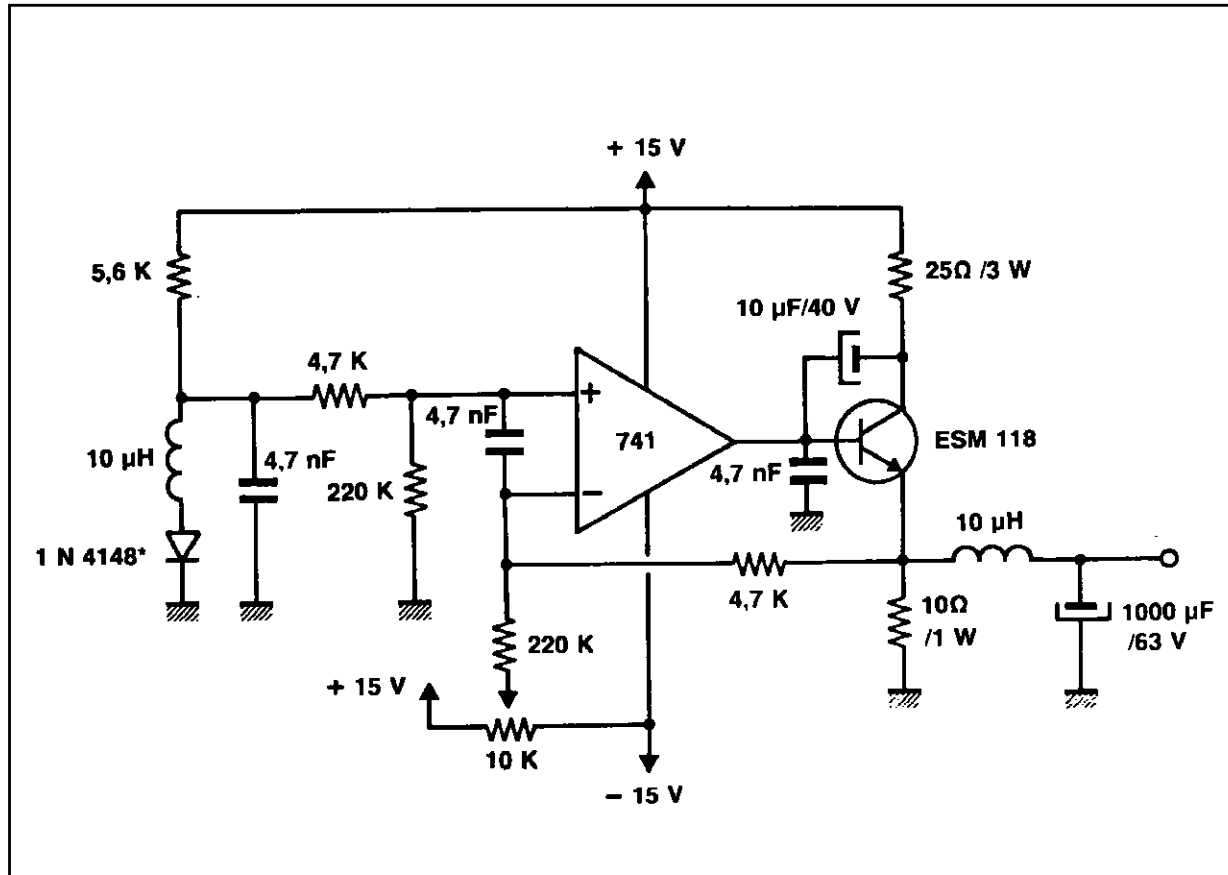 + 15 V
5,6 K
25Ω /3 W
10 µF/40 V
4,7 K
+
4,7 nF
741
ESM 118
10 µH
4,7 nF
220 K
4,7 nF
−
10 µH
1 N 4148*
4,7 K
10Ω
/1 W
1000 µF
/63 V
220 K
+ 15 V
10 K
− 15 V